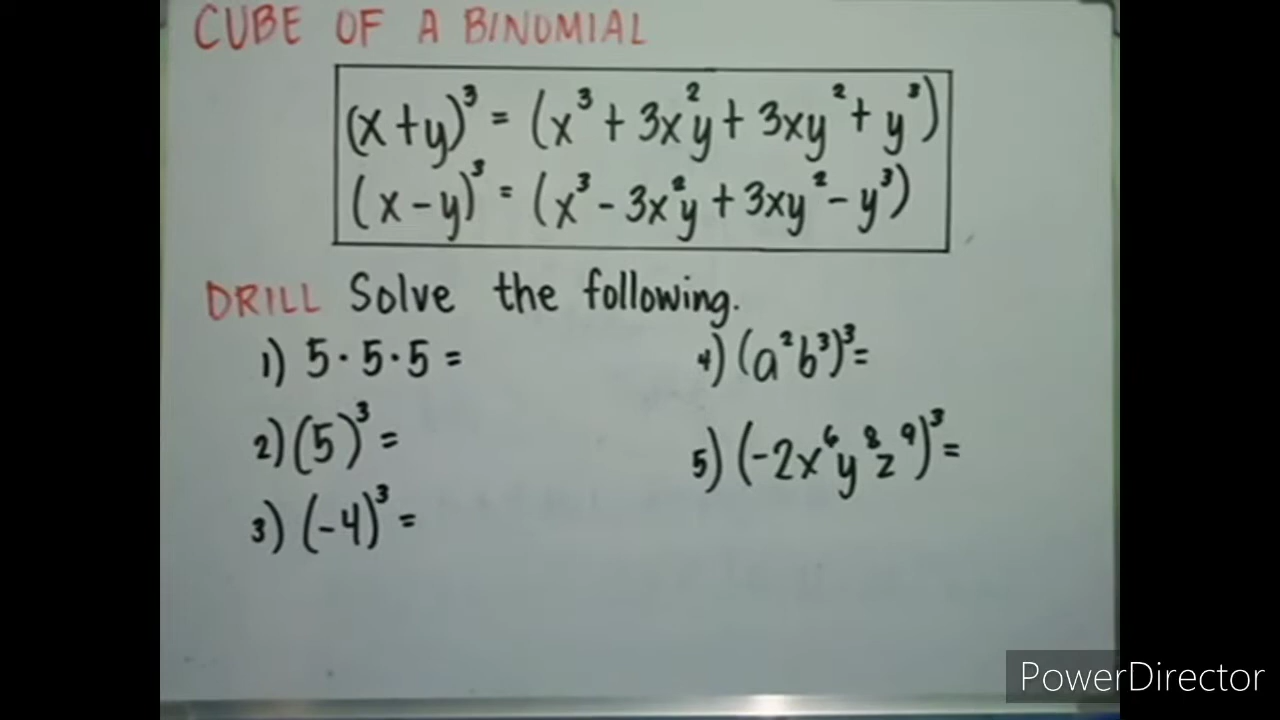 CUBE OF A BINOMIAL
(x+y)³ = (x³ + 3x²y + 3xy² + y³)
(x-y)³ = (x³ - 3x²y + 3xy² - y³)
DRILL Solve the following.
1) 5·5·5 =
2) (5)³ =
3) (-4)³ =
4) (a²b³)³ =
5) (-2x⁶y⁸z⁹)³ =
PowerDirector